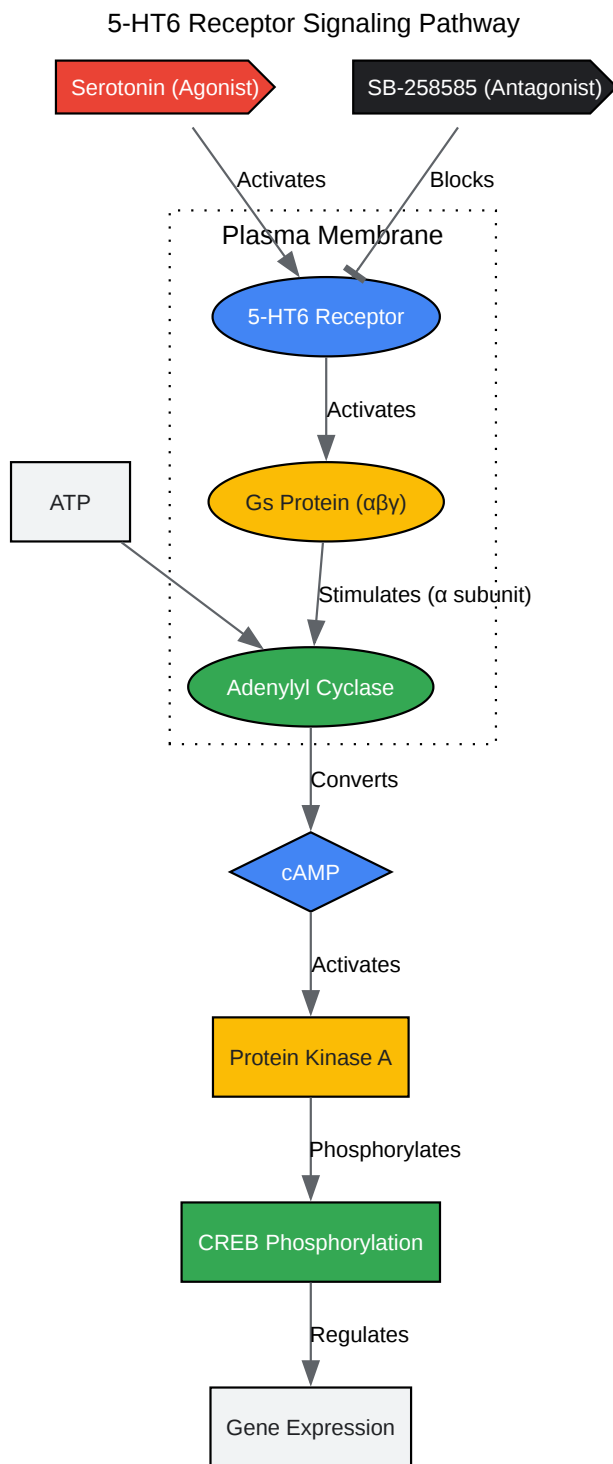 5-HT6 Receptor Signaling Pathway
Serotonin (Agonist)
SB-258585 (Antagonist)
Activates
Blocks
Plasma Membrane
5-HT6 Receptor
Activates
ATP
Gs Protein (αβγ)
Stimulates (α subunit)
Adenylyl Cyclase
Converts
cAMP
Activates
Protein Kinase A
Phosphorylates
CREB Phosphorylation
Regulates
Gene Expression